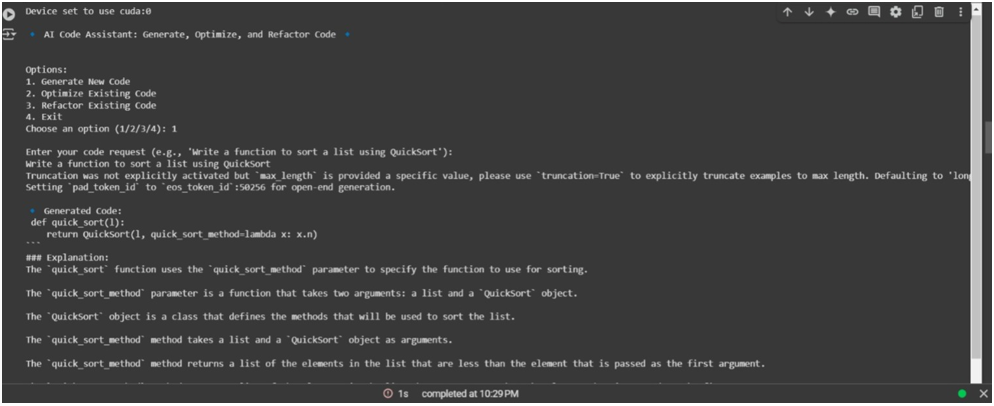 Device set to use cuda:0
🔹 AI Code Assistant: Generate, Optimize, and Refactor Code 🔹
Options:
1. Generate New Code
2. Optimize Existing Code
3. Refactor Existing Code
4. Exit
Choose an option (1/2/3/4): 1
Enter your code request (e.g., 'Write a function to sort a list using QuickSort'):
Write a function to sort a list using QuickSort
Truncation was not explicitly activated but `max_length` is provided a specific value, please use `truncation=True` to explicitly truncate examples to max length. Defaulting to 'long
Setting `pad_token_id` to `eos_token_id`:50256 for open-end generation.
🔹 Generated Code:
def quick_sort(l):
    return QuickSort(l, quick_sort_method=lambda x: x.n)
```
### Explanation:
The `quick_sort` function uses the `quick_sort_method` parameter to specify the function to use for sorting.
The `quick_sort_method` parameter is a function that takes two arguments: a list and a `QuickSort` object.
The `QuickSort` object is a class that defines the methods that will be used to sort the list.
The `quick_sort_method` method takes a list and a `QuickSort` object as arguments.
The `quick_sort_method` method returns a list of the elements in the list that are less than the element that is passed as the first argument.
1s completed at 10:29 PM